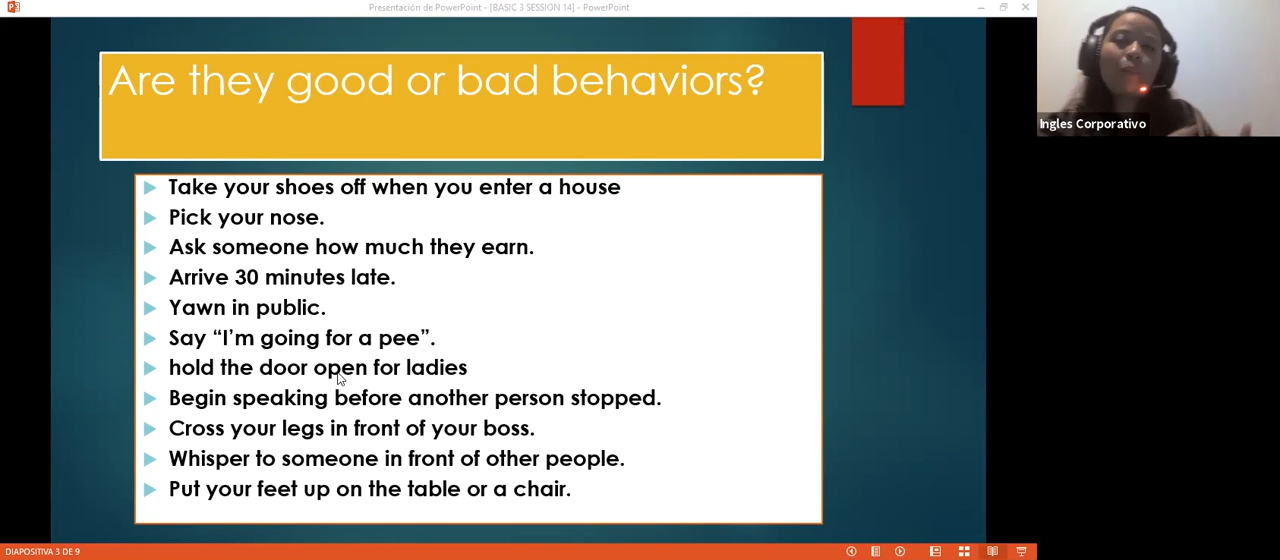 Presentación de PowerPoint - [BASIC 3 SESSION 14] - PowerPoint
Are they good or bad behaviors?
Take your shoes off when you enter a house
Pick your nose.
Ask someone how much they earn.
Arrive 30 minutes late.
Yawn in public.
Say “I’m going for a pee”.
hold the door open for ladies
Begin speaking before another person stopped.
Cross your legs in front of your boss.
Whisper to someone in front of other people.
Put your feet up on the table or a chair.
Ingles Corporativo
DIAPOSITIVA 3 DE 9